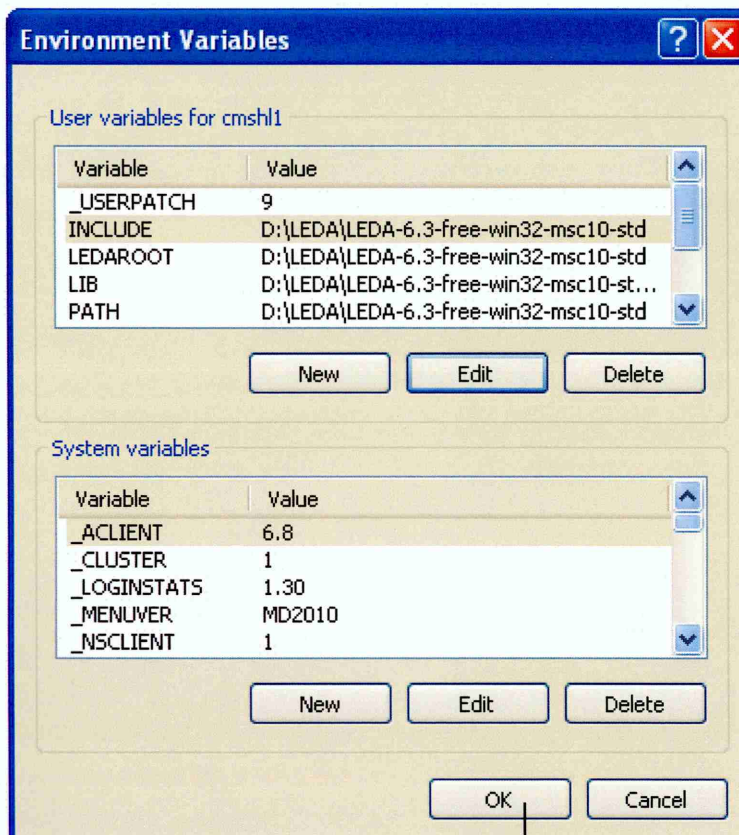 Environment Variables
User variables for cmshl1
Variable Value
_USERPATCH 9
INCLUDE D:\LEDA\LEDA-6.3-free-win32-msc10-std
LEDAROOT D:\LEDA\LEDA-6.3-free-win32-msc10-std
LIB D:\LEDA\LEDA-6.3-free-win32-msc10-st...
PATH D:\LEDA\LEDA-6.3-free-win32-msc10-std
New Edit Delete
System variables
Variable Value
_ACLIENT 6.8
_CLUSTER 1
_LOGINSTATS 1.30
_MENUVER MD2010
_NSCLIENT 1
New Edit Delete
OK Cancel